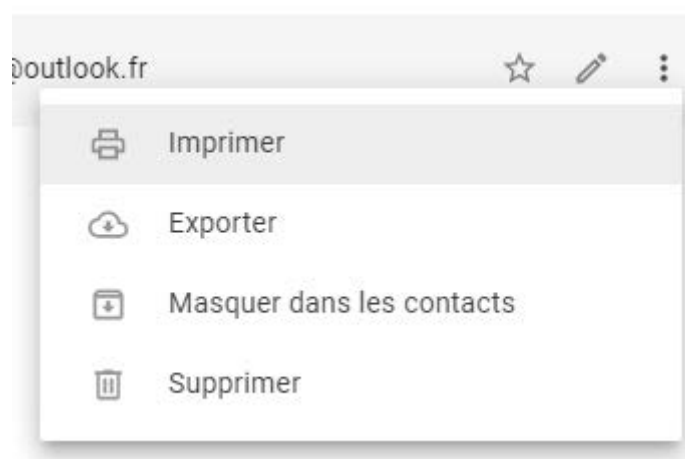 @outlook.fr
Imprimer
Exporter
Masquer dans les contacts
Supprimer